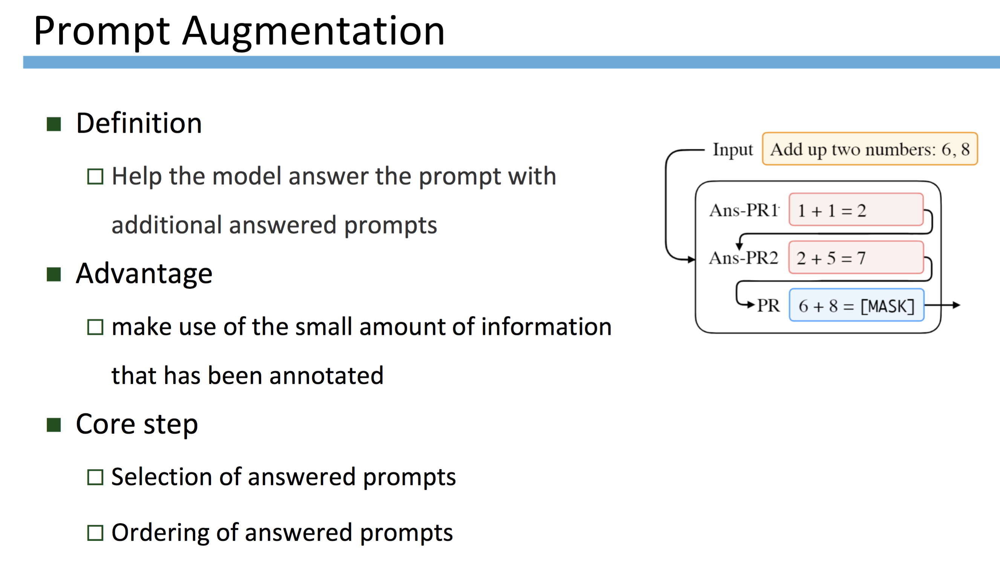 Prompt Augmentation
Definition
Help the model answer the prompt with
additional answered prompts
Advantage
make use of the small amount of information
that has been annotated
Core step
Selection of answered prompts
Ordering of answered prompts
Input Add up two numbers: 6, 8
Ans-PR1 1 + 1 = 2
Ans-PR2 2 + 5 = 7
PR 6 + 8 = [MASK]